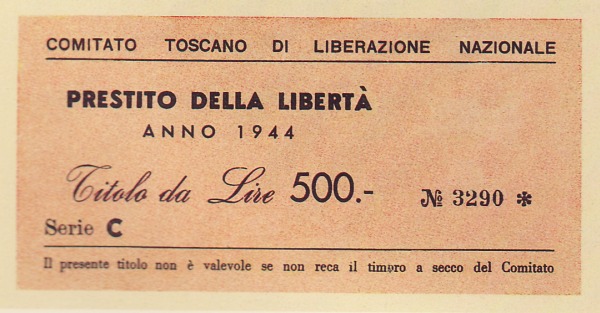 COMITATO TOSCANO DI LIBERAZIONE NAZIONALE
PRESTITO DELLA LIBERTÀ
ANNO 1944
Titolo da Lire 500.-
№ 3290 *
Serie C
Il presente titolo non è valevole se non reca il timbro a secco del Comitato